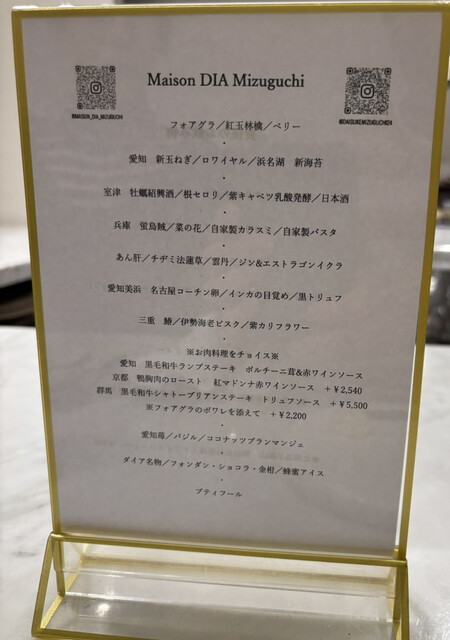 Maison DIA Mizuguchi
@MAISON_DIA_MIZUGUCHI
@DAISUKEMIZUGUCHI24
フォアグラ／紅玉林檎／ベリー
・
愛知 新玉ねぎ／ロワイヤル／浜名湖 新海苔
・
室津 牡蠣紹興酒／根セロリ／紫キャベツ乳酸発酵／日本酒
・
兵庫 蛍烏賊／菜の花／自家製カラスミ／自家製パスタ
・
あん肝／チヂミ法蓮草／雲丹／ジン&エストラゴンイクラ
・
愛知美浜 名古屋コーチン卵／インカの目覚め／黒トリュフ
・
三重 鰆／伊勢海老ビスク／紫カリフラワー
・
※お肉料理をチョイス※
愛知 黒毛和牛ランプステーキ ポルチーニ茸&赤ワインソース
京都 鴨胸肉のロースト 紅マドンナ赤ワインソース ＋￥2,540
群馬 黒毛和牛シャトーブリアンステーキ トリュフソース ＋￥5,500
※フォアグラのポワレを添えて ＋￥2,200
・
愛知苺／バジル／ココナッツブランマンジェ
・
ダイア名物／フォンダン・ショコラ・金柑／蜂蜜アイス
・
プティフール